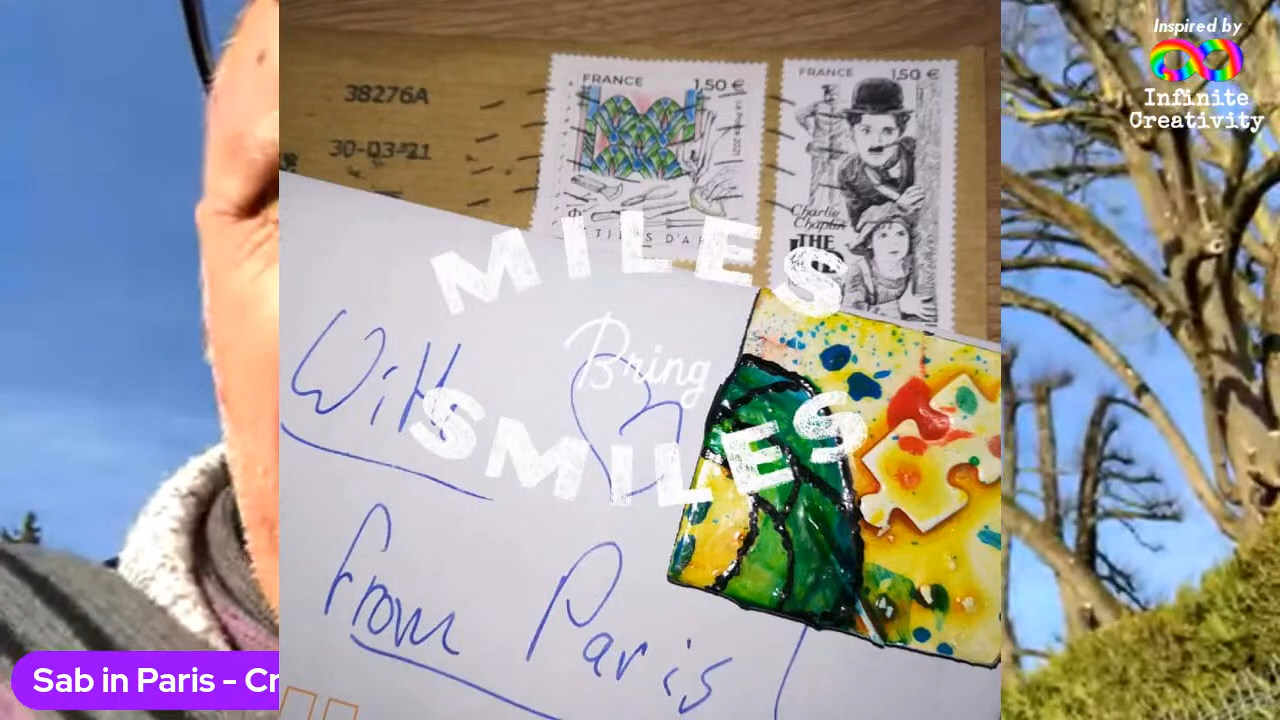 Inspired by
Infinite
Creativity
38276A
30-03-21
FRANCE 1,50 €
FRANCE 1,50 €
Charlie
Chaplin
THE
MILES
Bring
SMILES
With
from Paris
Sab in Paris - Cr